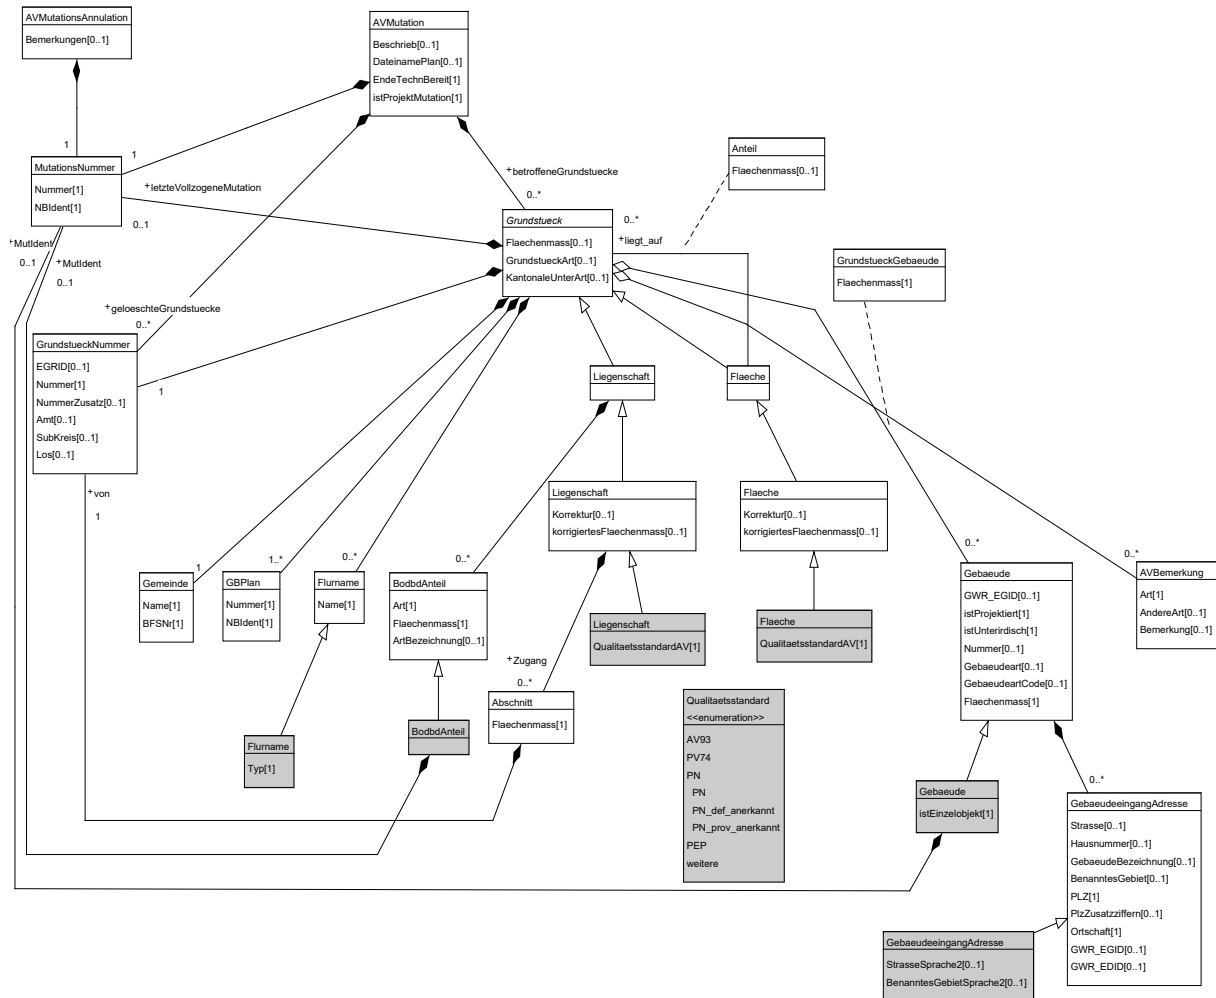 AVMutationsAnnulation
Bemerkungen[0..1]
AVMutation
Beschrieb[0..1]
DateinamePlan[0..1]
EndeTechnBereit[1]
istProjektMutation[1]
1
1
MutationsNummer
Nummer[1]
NBIdent[1]
+letzteVollzogeneMutation
0..1
+betroffeneGrundstuecke
0..*
Anteil
Flaechenmass[0..1]
Grundstueck
Flaechenmass[0..1]
GrundstueckArt[0..1]
KantonaleUnterArt[0..1]
0..*
+liegt_auf
GrundstueckGebaeude
Flaechenmass[1]
+MutIdent
0..1
+MutIdent
0..1
+geloeschteGrundstuecke
0..*
GrundstueckNummer
EGRID[0..1]
Nummer[1]
NummerZusatz[0..1]
Amt[0..1]
SubKreis[0..1]
Los[0..1]
1
+von
1
Liegenschaft
Flaeche
Liegenschaft
Korrektur[0..1]
korrigiertesFlaechenmass[0..1]
Flaeche
Korrektur[0..1]
korrigiertesFlaechenmass[0..1]
1
Gemeinde
Name[1]
BFSNr[1]
1..*
GBPlan
Nummer[1]
NBIdent[1]
0..*
Flurname
Name[1]
0..*
BodbdAnteil
Art[1]
Flaechenmass[1]
ArtBezeichnung[0..1]
Liegenschaft
QualitaetsstandardAV[1]
Flaeche
QualitaetsstandardAV[1]
0..*
Gebaeude
GWR_EGID[0..1]
istProjektiert[1]
istUnterirdisch[1]
Nummer[0..1]
Gebaeudeart[0..1]
GebaeudeartCode[0..1]
Flaechenmass[1]
0..*
AVBemerkung
Art[1]
AndereArt[0..1]
Bemerkung[0..1]
+Zugang
0..*
Abschnitt
Flaechenmass[1]
Flurname
Typ[1]
BodbdAnteil
Qualitaetsstandard
<<enumeration>>
AV93
PV74
PN
PN
PN_def_anerkannt
PN_prov_anerkannt
PEP
weitere
Gebaeude
istEinzelobjekt[1]
0..*
GebaeudeeingangAdresse
Strasse[0..1]
Hausnummer[0..1]
GebaeudeBezeichnung[0..1]
BenanntesGebiet[0..1]
PLZ[1]
PlzZusatzziffern[0..1]
Ortschaft[1]
GWR_EGID[0..1]
GWR_EDID[0..1]
GebaeudeeingangAdresse
StrasseSprache2[0..1]
BenanntesGebietSprache2[0..1]